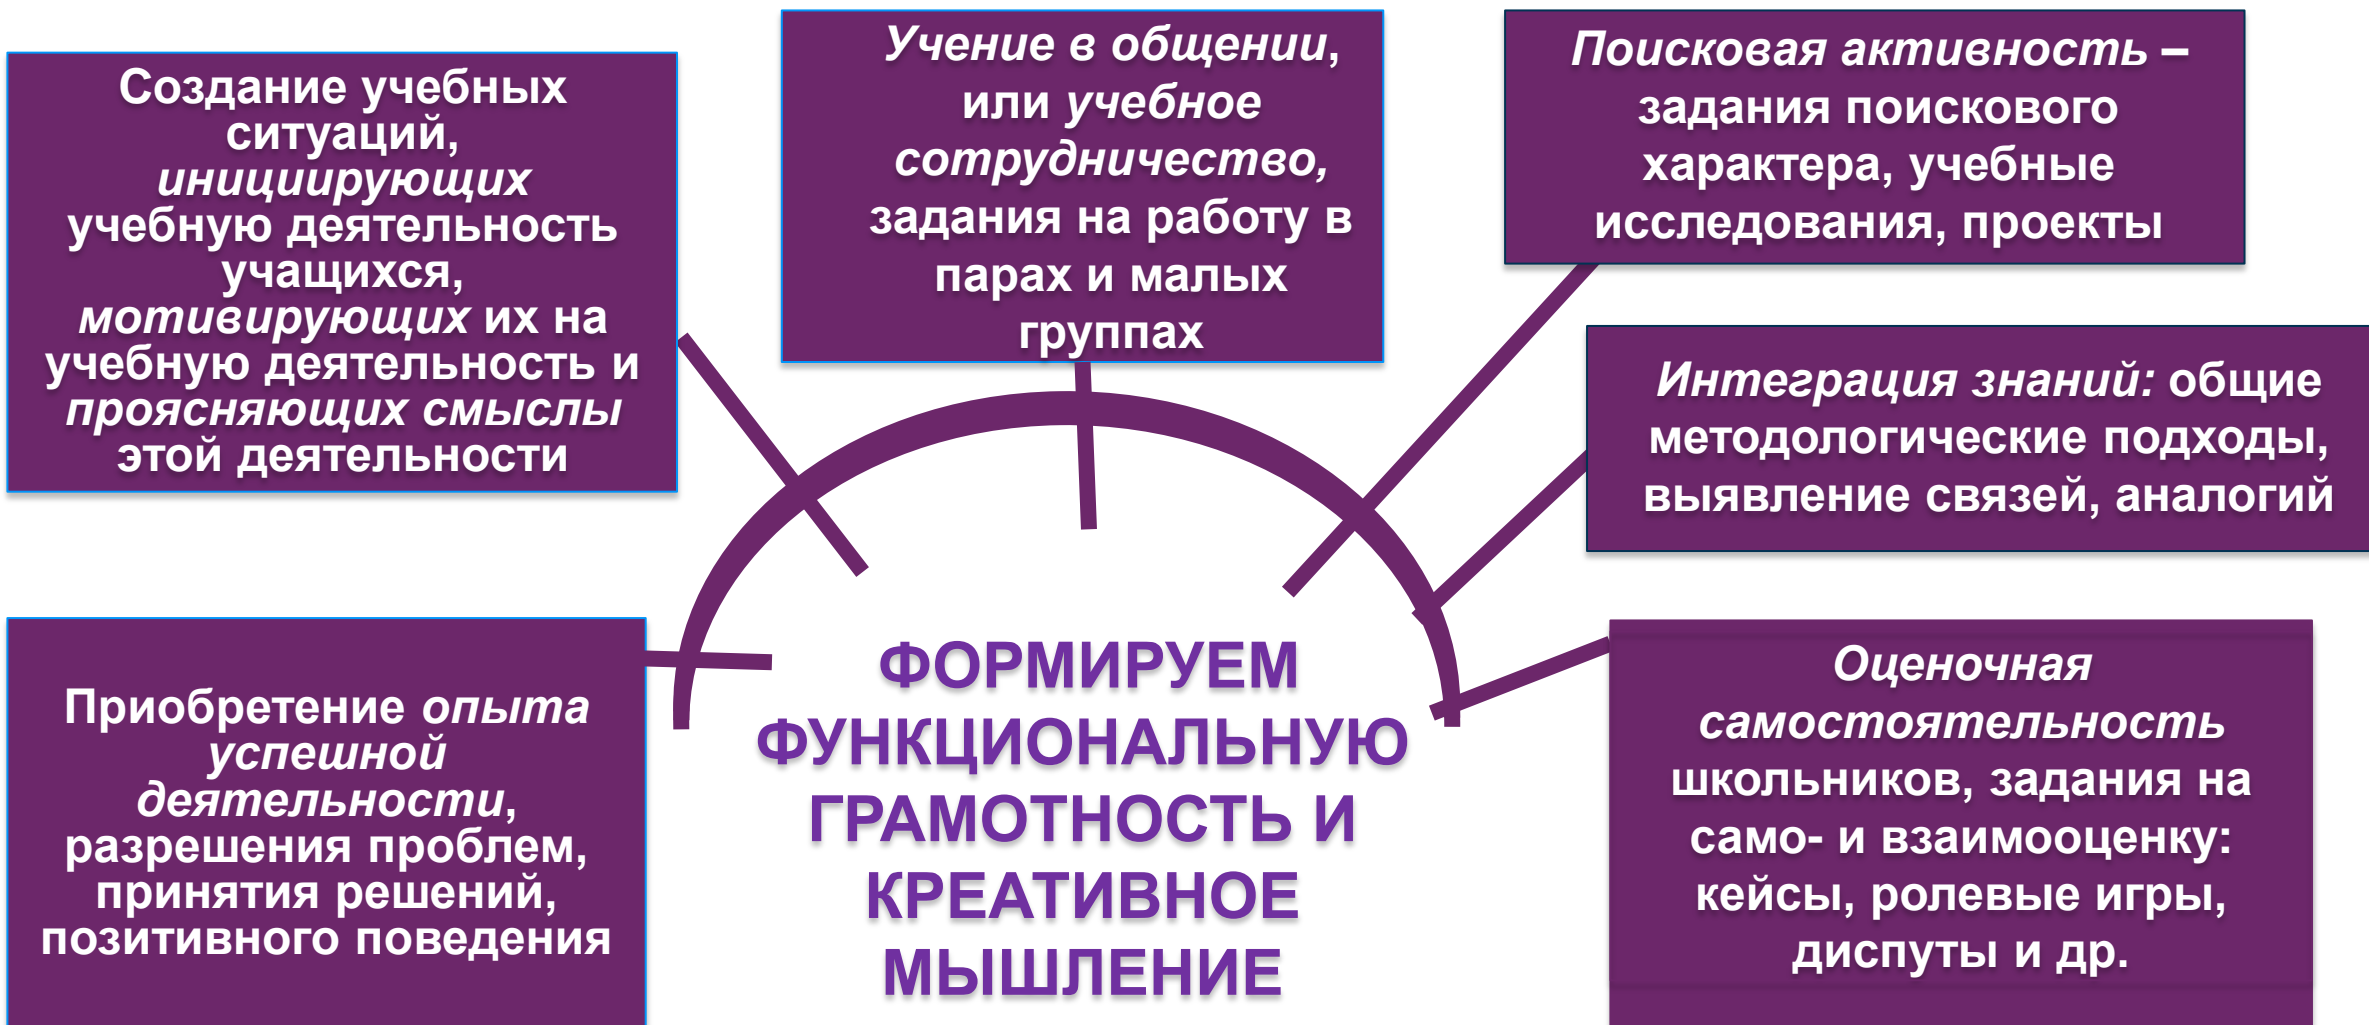 Создание учебных
ситуаций,
инициирующих
учебную деятельность
учащихся,
мотивирующих их на
учебную деятельность и
проясняющих смыслы
этой деятельности
Учение в общении,
или учебное
сотрудничество,
задания на работу в
парах и малых
группах
Поисковая активность –
задания поискового
характера, учебные
исследования, проекты
Интеграция знаний: общие
методологические подходы,
выявление связей, аналогий
Приобретение опыта
успешной
деятельности,
разрешения проблем,
принятия решений,
позитивного поведения
ФОРМИРУЕМ
ФУНКЦИОНАЛЬНУЮ
ГРАМОТНОСТЬ И
КРЕАТИВНОЕ
МЫШЛЕНИЕ
Оценочная
самостоятельность
школьников, задания на
само- и взаимооценку:
кейсы, ролевые игры,
диспуты и др.